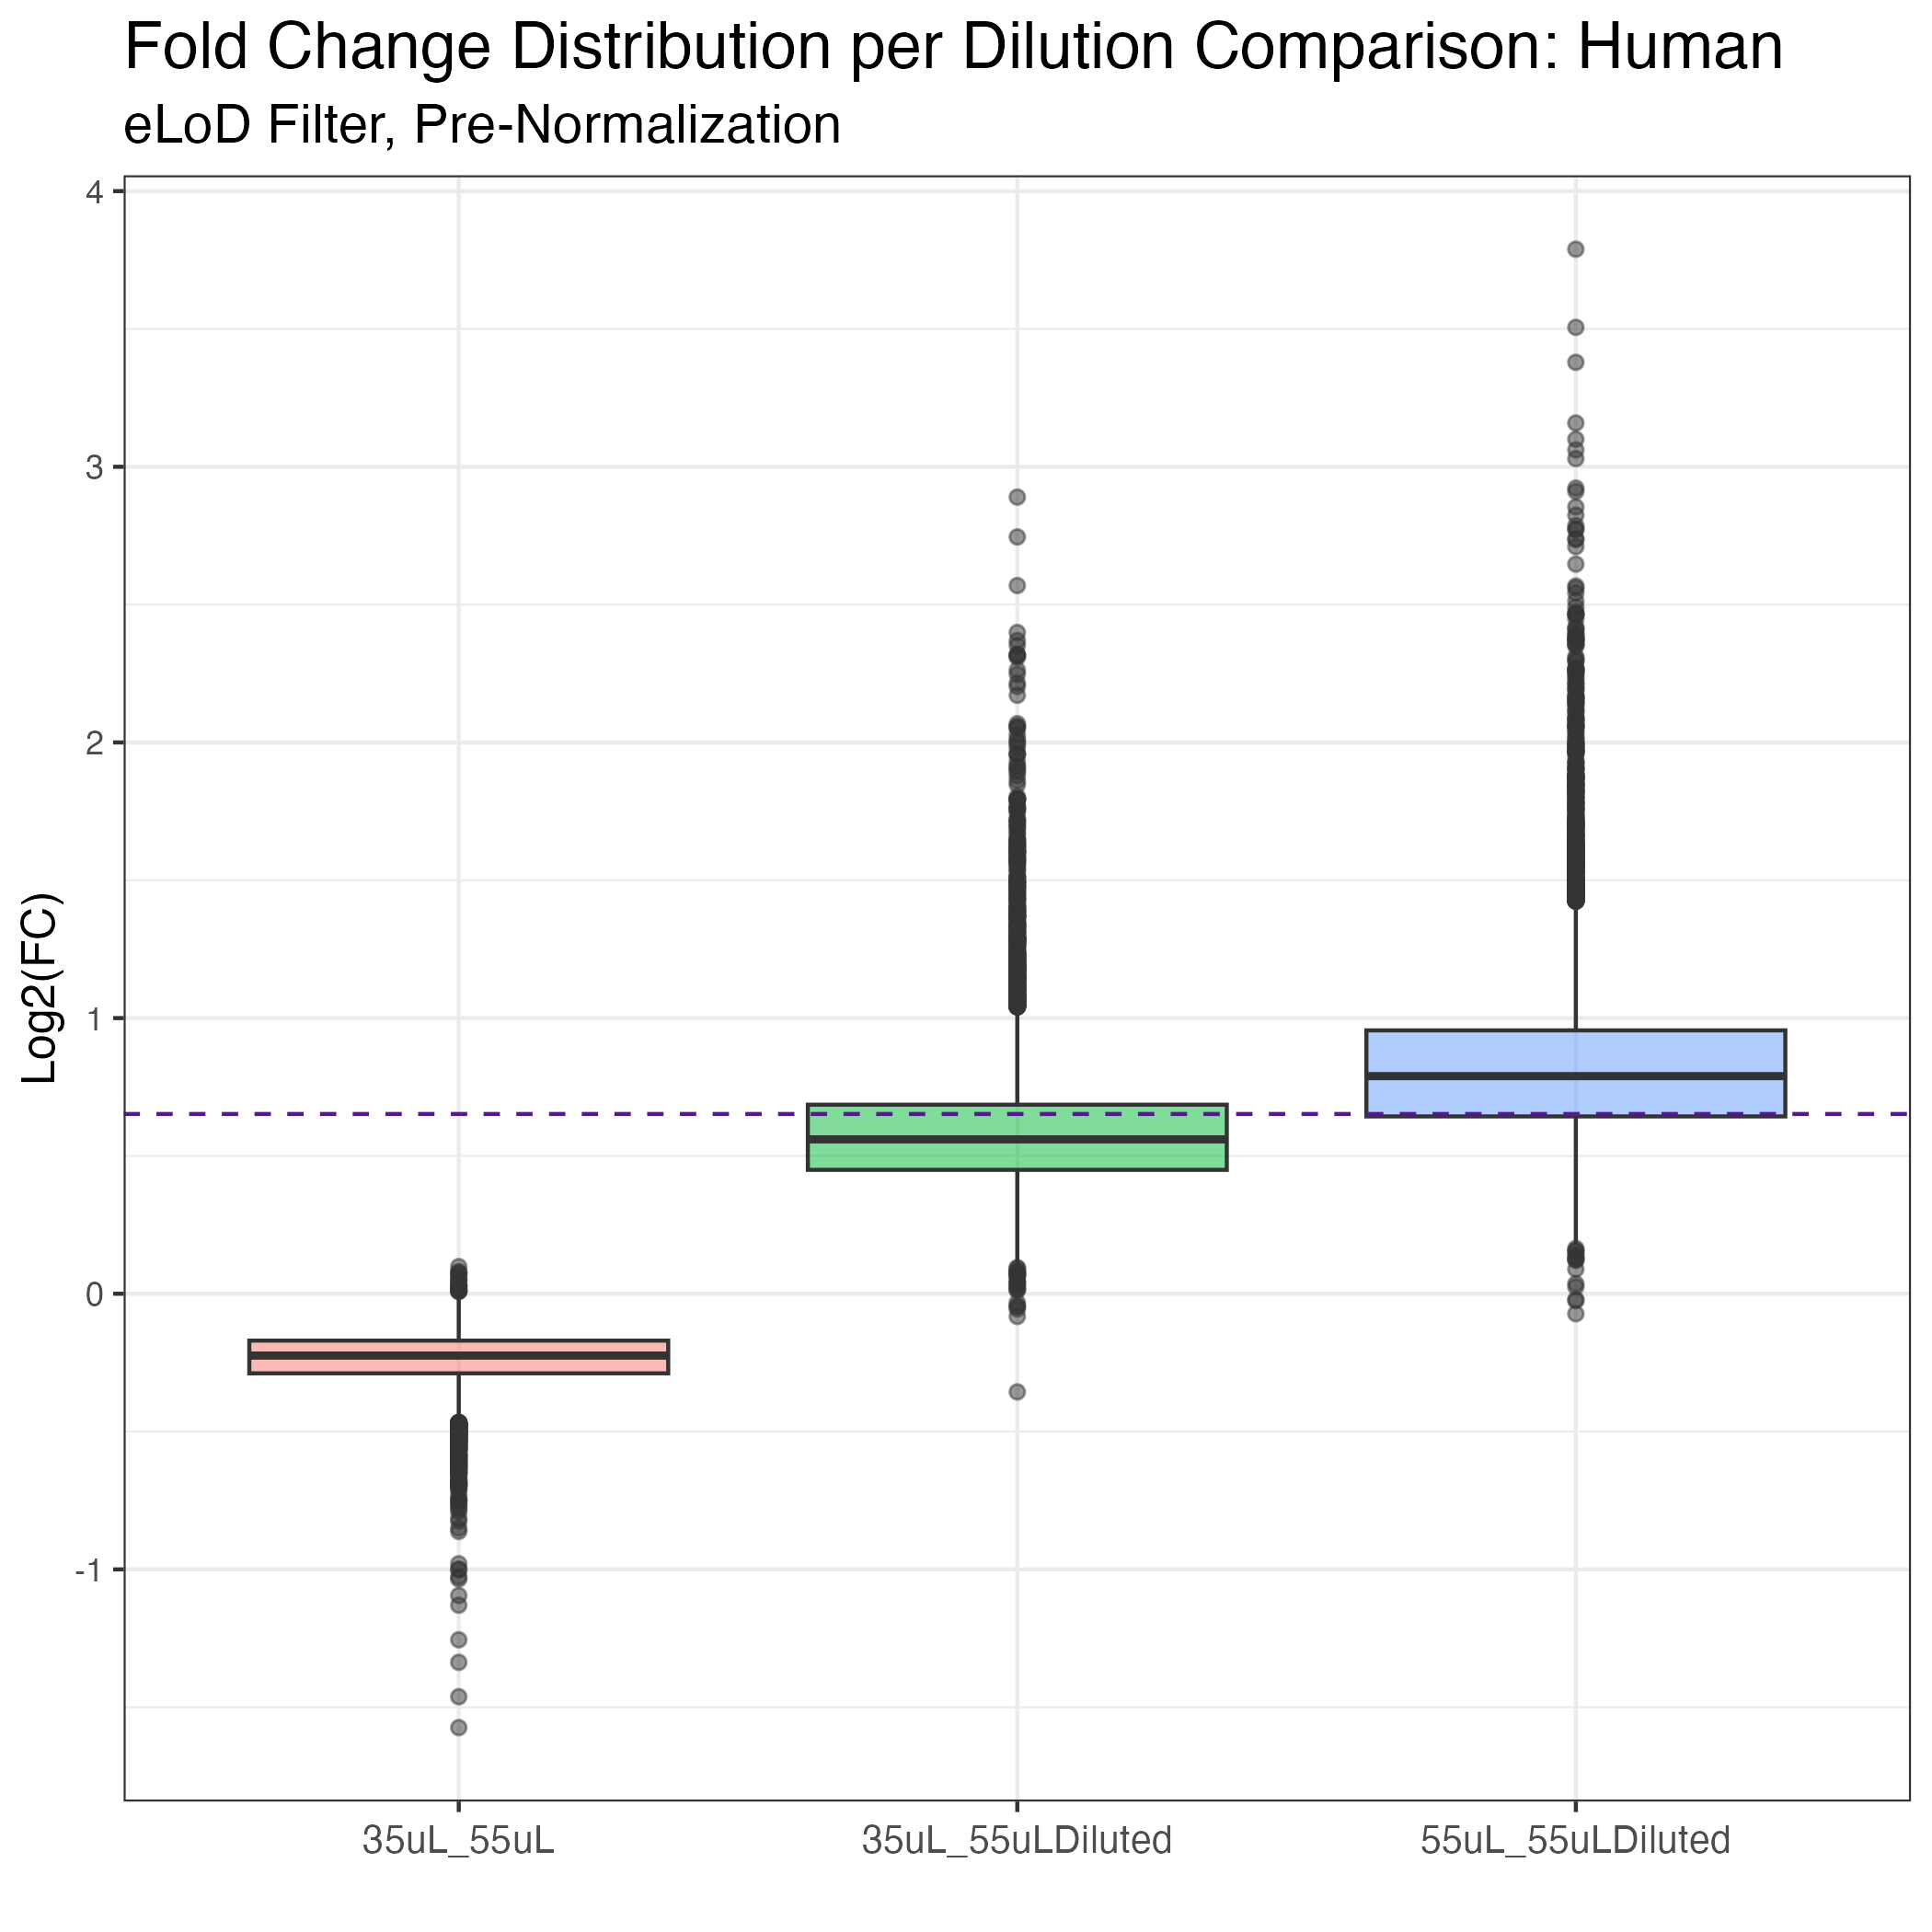 Fold Change Distribution per Dilution Comparison: Human
eLoD Filter, Pre-Normalization
4
3
2
1
0
-1
Log2(FC)
35uL_55uL
35uL_55uLDiluted
55uL_55uLDiluted